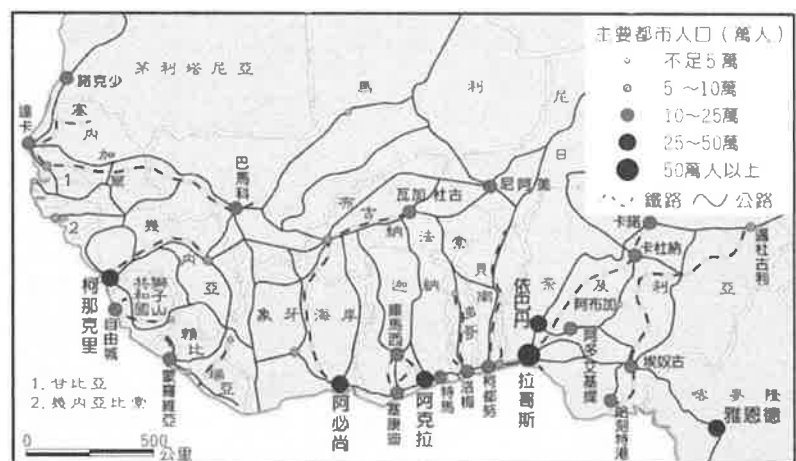 主要都市人口（萬人）
不足5萬
5～10萬
10～25萬
25～50萬
50萬人以上
鐵路
公路
茅利塔尼亞
諾克少
馬利
尼日
達卡
塞內加爾
1
巴馬科
布吉納法索
瓦加杜古
尼阿美
2
幾內亞
柯那克里
獅子山
共和國
自由城
賴比瑞亞
蒙羅維亞
象牙海岸
阿必尚
迦納
庫馬西
塞康迪
阿克拉
特馬
多哥
洛梅
貝南
柯都努
奈及利亞
依巴丹
拉哥斯
阿布加
卡諾
卡杜納
邁杜古利
埃奴古
哈刻特港
喀麥隆
雅恩德
1. 甘比亞
2. 幾內亞比索
0 500
公里